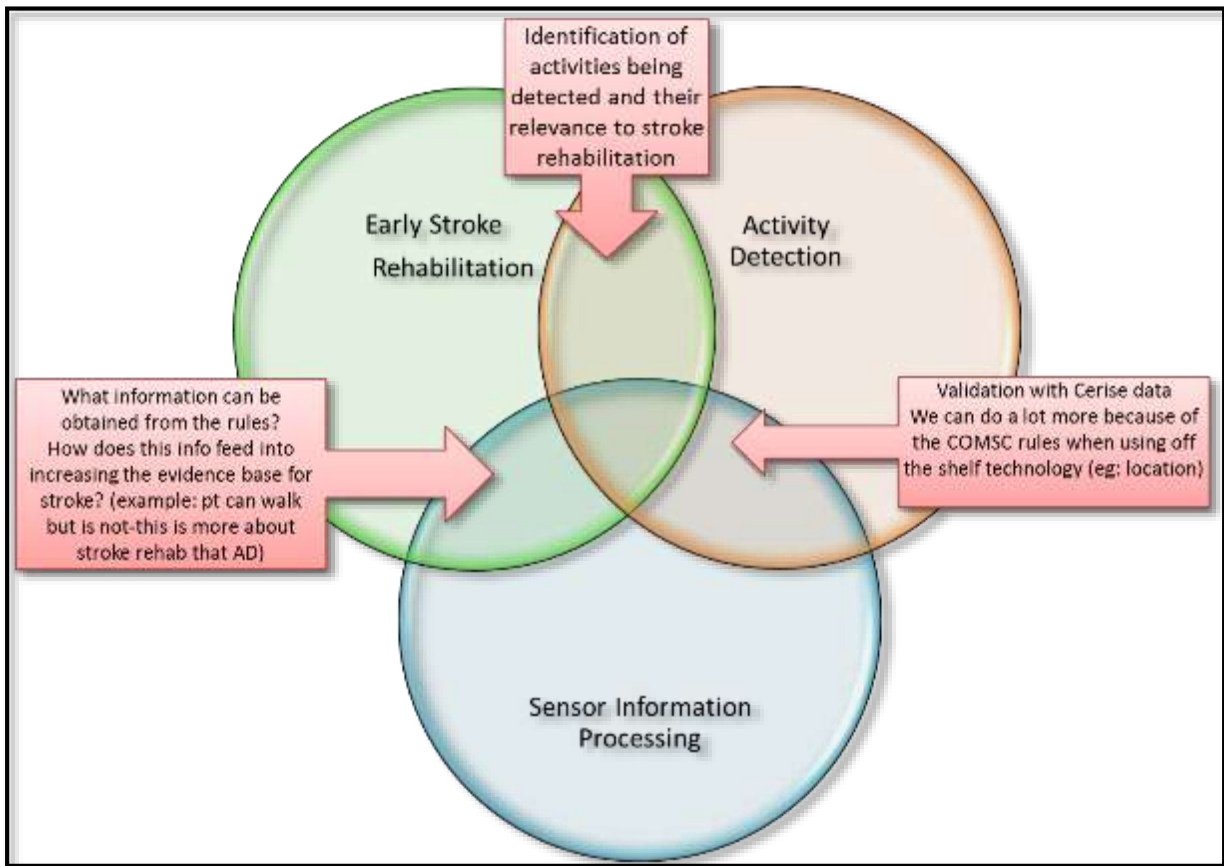 Identification of
activities being
detected and their
relevance to stroke
rehabilitation
Early Stroke
Rehabilitation
Activity
Detection
What information can be
obtained from the rules?
How does this info feed into
increasing the evidence base for
stroke? (example: pt can walk
but is not-this is more about
stroke rehab that AD)
Validation with Cerise data
We can do a lot more because of
the COMSC rules when using off
the shelf technology (eg: location)
Sensor Information
Processing